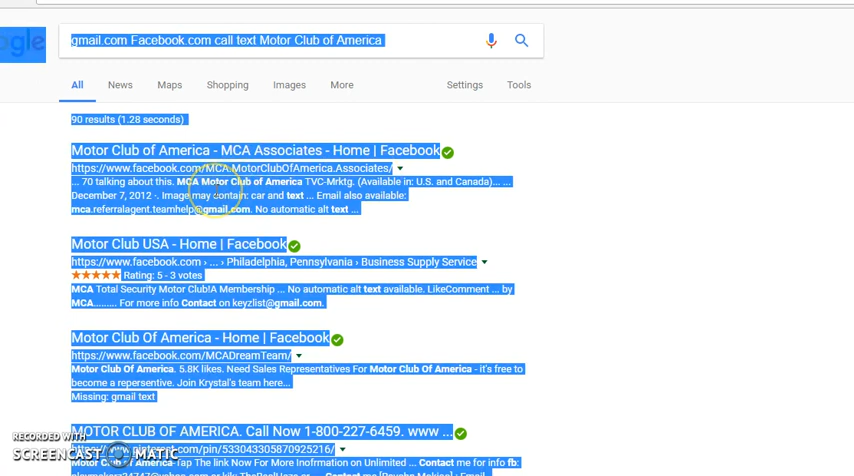 gle
gmail.com Facebook.com call text Motor Club of America
All News Maps Shopping Images More Settings Tools
90 results (1.28 seconds)
Motor Club of America - MCA Associates - Home | Facebook
https://www.facebook.com/MCA.MotorClubOfAmerica.Associates/
... 70 talking about this. MCA Motor Club of America TVC-Mrktg. (Available in: U.S. and Canada)... ...
December 7, 2012 ·. Image may contain: car and text ... Email also available:
mca.referralagent.teamhelp@gmail.com. No automatic alt text ...
Motor Club USA - Home | Facebook
https://www.facebook.com › ... › Philadelphia, Pennsylvania › Business Supply Service
★★★★★ Rating: 5 - 3 votes
MCA Total Security Motor Club!A Membership ... No automatic alt text available. LikeComment ... by
MCA......... For more info Contact on keyzlist@gmail.com.
Motor Club Of America - Home | Facebook
https://www.facebook.com/MCADreamTeam/
Motor Club Of America. 5.8K likes. Need Sales Representatives For Motor Club Of America - it's free to
become a repersentive. Join Krystal's team here...
Missing: gmail text
MOTOR CLUB OF AMERICA. Call Now 1-800-227-6459. www ...
https://www.pinterest.com/pin/533043305870925216/
Motor Club of America-Tap The link Now For More Infrmation on Unlimited ... Contact me for info fb:
RECORDED WITH
SCREENCAST MATIC